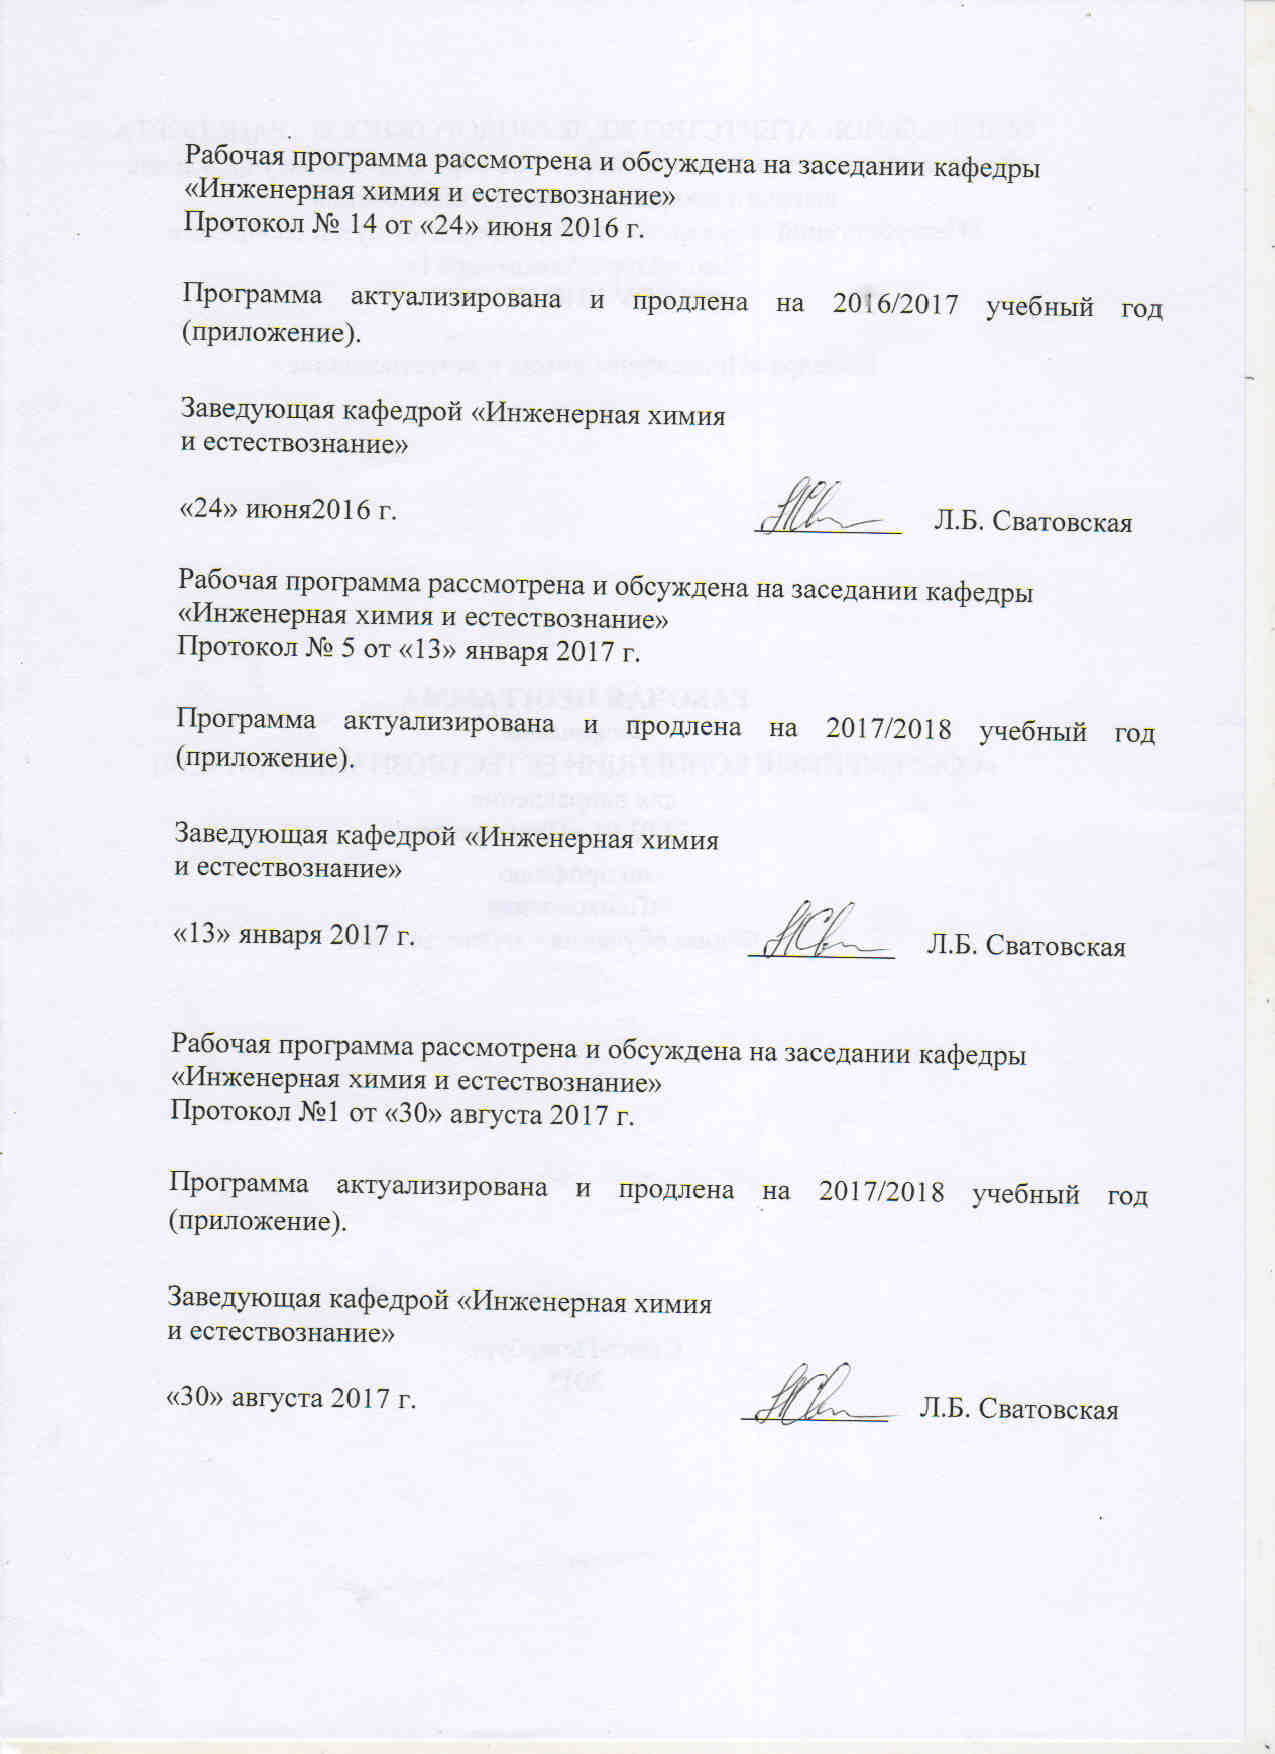 Рабочая программа рассмотрена и обсуждена на заседании кафедры
«Инженерная химия и естествознание»
Протокол № 14 от «24» июня 2016 г.
Программа актуализирована и продлена на 2016/2017 учебный год
(приложение).
Заведующая кафедрой «Инженерная химия
и естествознание»
«24» июня2016 г. Л.Б. Сватовская
Рабочая программа рассмотрена и обсуждена на заседании кафедры
«Инженерная химия и естествознание»
Протокол № 5 от «13» января 2017 г.
Программа актуализирована и продлена на 2017/2018 учебный год
(приложение).
Заведующая кафедрой «Инженерная химия
и естествознание»
«13» января 2017 г. Л.Б. Сватовская
Рабочая программа рассмотрена и обсуждена на заседании кафедры
«Инженерная химия и естествознание»
Протокол №1 от «30» августа 2017 г.
Программа актуализирована и продлена на 2017/2018 учебный год
(приложение).
Заведующая кафедрой «Инженерная химия
и естествознание»
«30» августа 2017 г. Л.Б. Сватовская